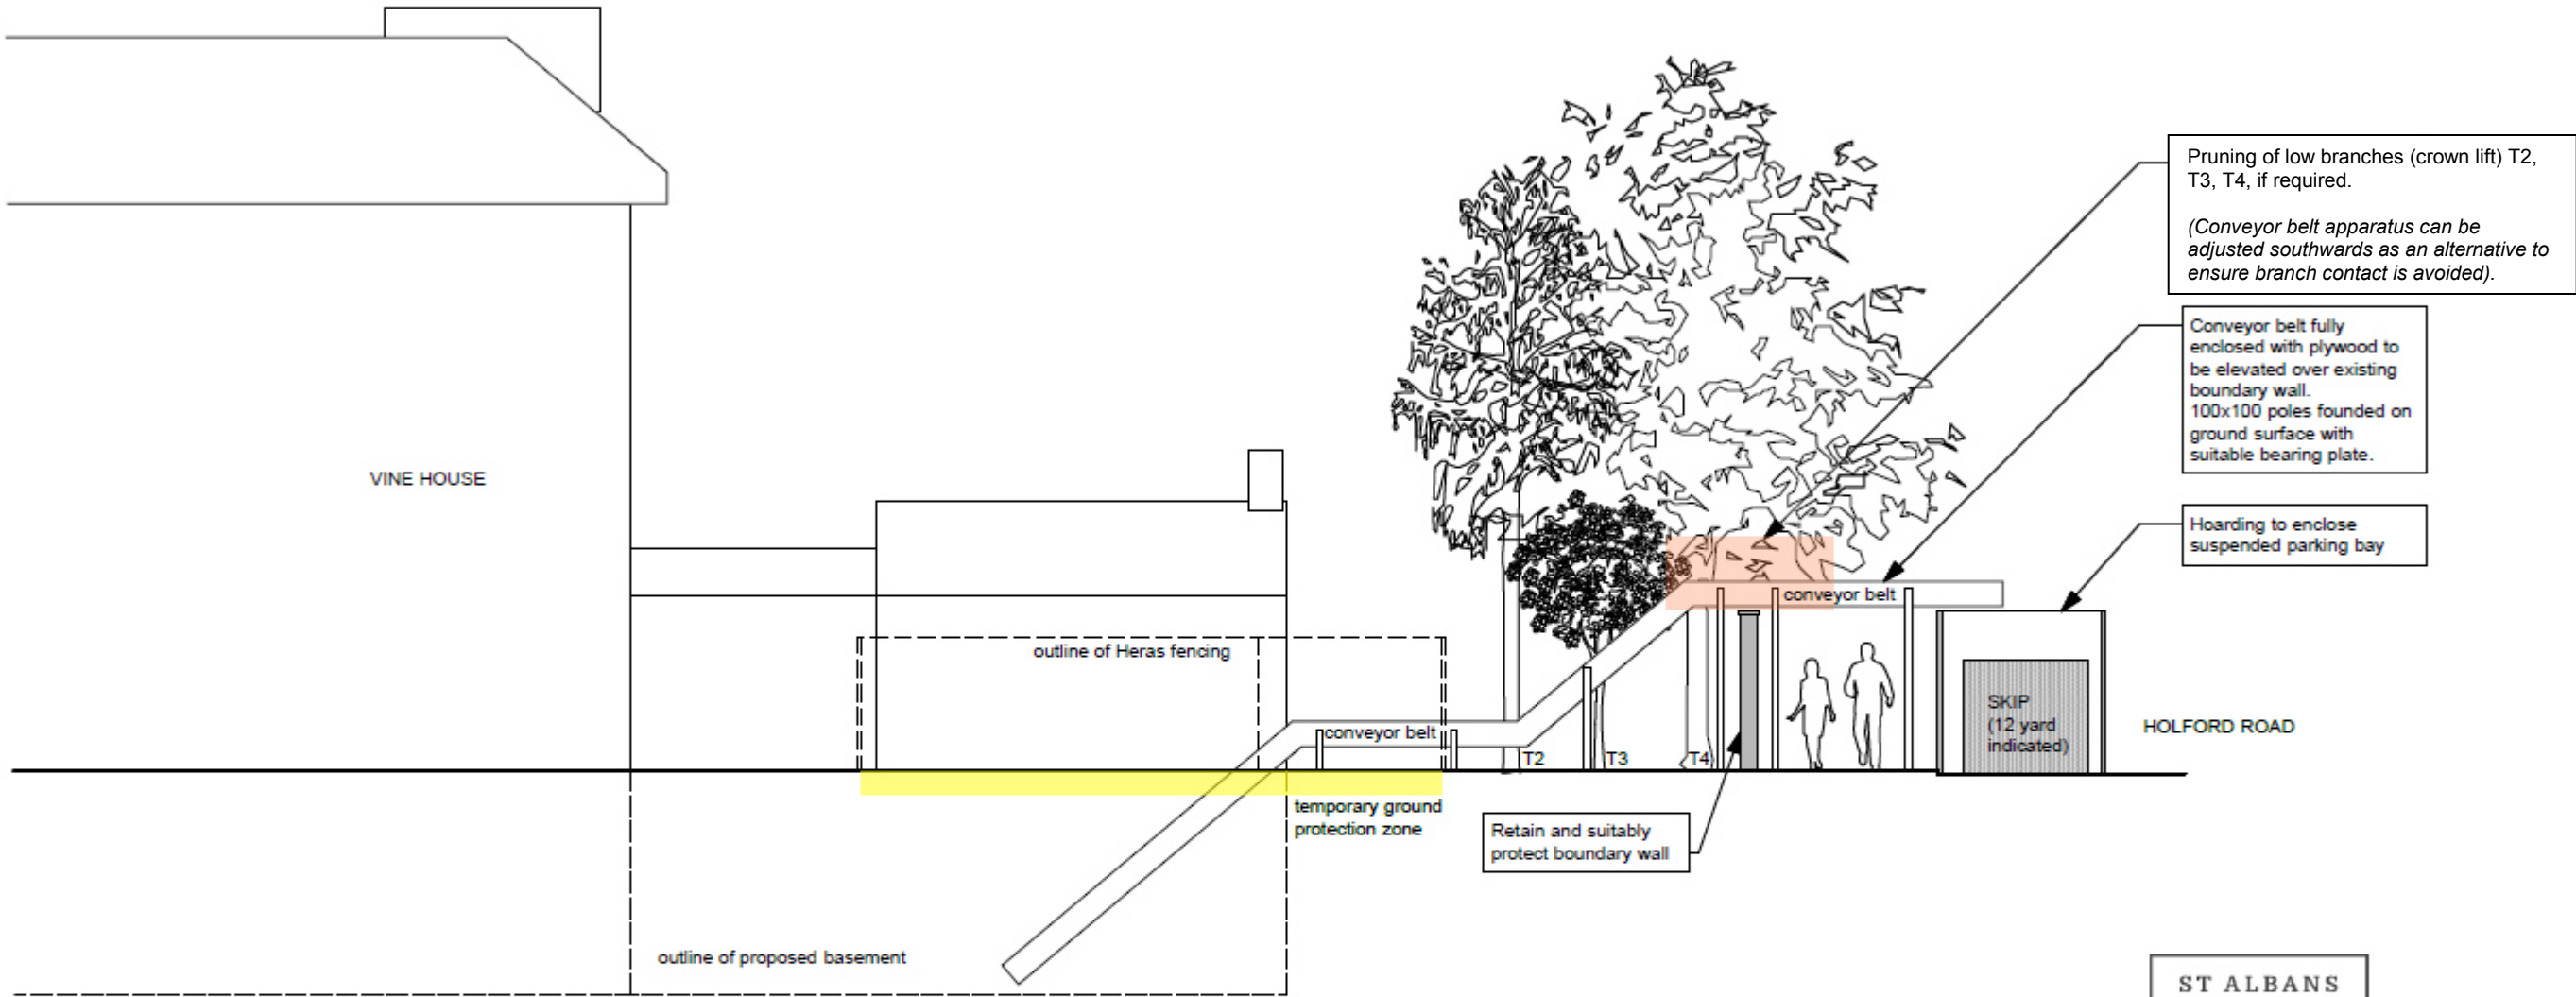 Pruning of low branches (crown lift) T2,
T3, T4, if required.
(Conveyor belt apparatus can be
adjusted southwards as an alternative to
ensure branch contact is avoided).
Conveyor belt fully
enclosed with plywood to
be elevated over existing
boundary wall.
100x100 poles founded on
ground surface with
suitable bearing plate.
VINE HOUSE
Hoarding to enclose
suspended parking bay
conveyor belt
outline of Heras fencing
SKIP
(12 yard
indicated)
HOLFORD ROAD
conveyor belt
T2
T3
T4
temporary ground
protection zone
Retain and suitably
protect boundary wall
outline of proposed basement
ST ALBANS